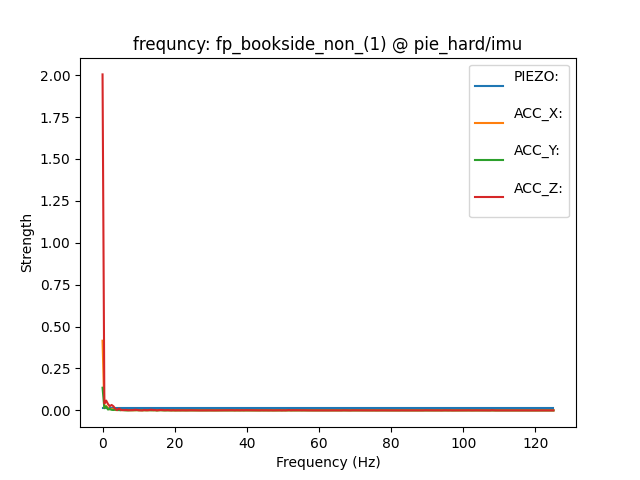 frequncy: fp_bookside_non_(1) @ pie_hard/imu
PIEZO:
ACC_X:
ACC_Y:
ACC_Z:
2.00
1.75
1.50
1.25
1.00
0.75
0.50
0.25
0.00
Strength
0 20 40 60 80 100 120
Frequency (Hz)